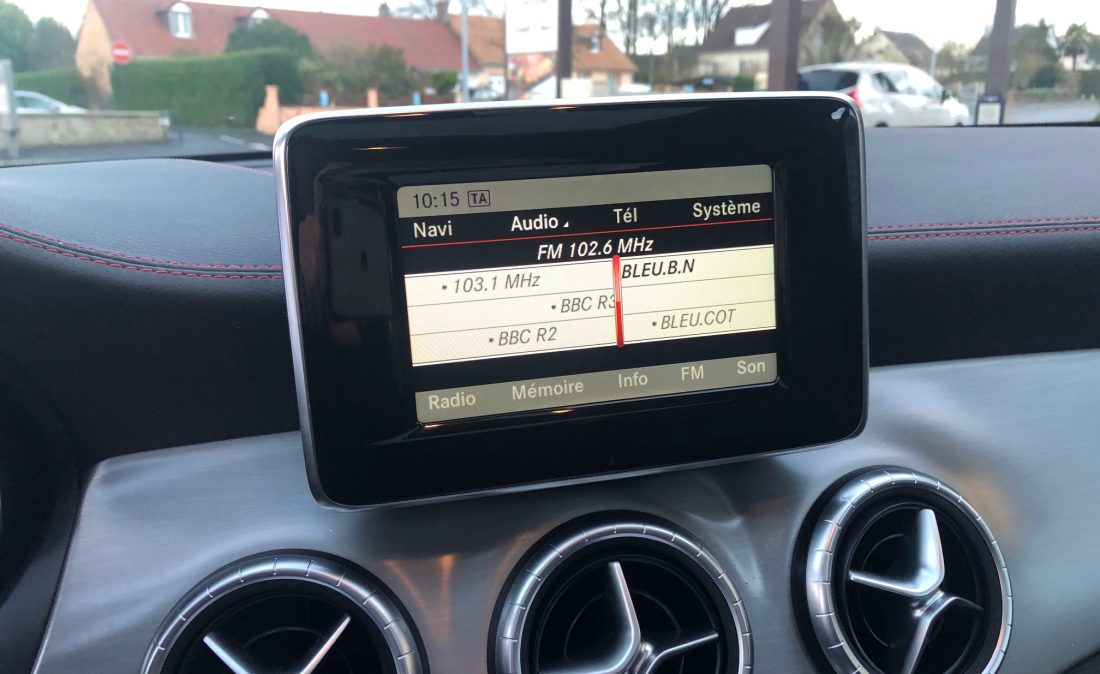 10:15 TA
Navi Audio Tél Système
FM 102.6 MHz
• 103.1 MHz BLEU.B.N
• BBC R3
• BBC R2 • BLEU.COT
Radio Mémoire Info FM Son